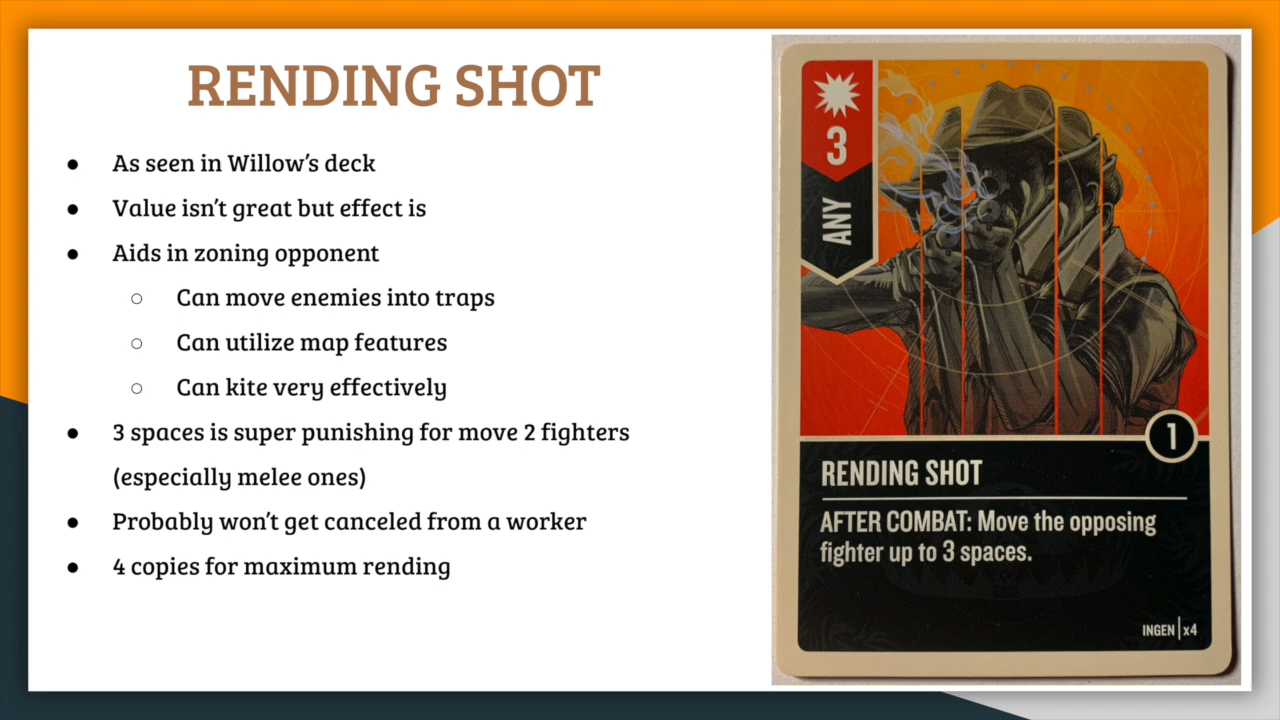 RENDING SHOT
● As seen in Willow’s deck
● Value isn’t great but effect is
● Aids in zoning opponent
○ Can move enemies into traps
○ Can utilize map features
○ Can kite very effectively
● 3 spaces is super punishing for move 2 fighters
(especially melee ones)
● Probably won’t get canceled from a worker
● 4 copies for maximum rending
3
ANY
1
RENDING SHOT
AFTER COMBAT: Move the opposing
fighter up to 3 spaces.
INGEN | x4